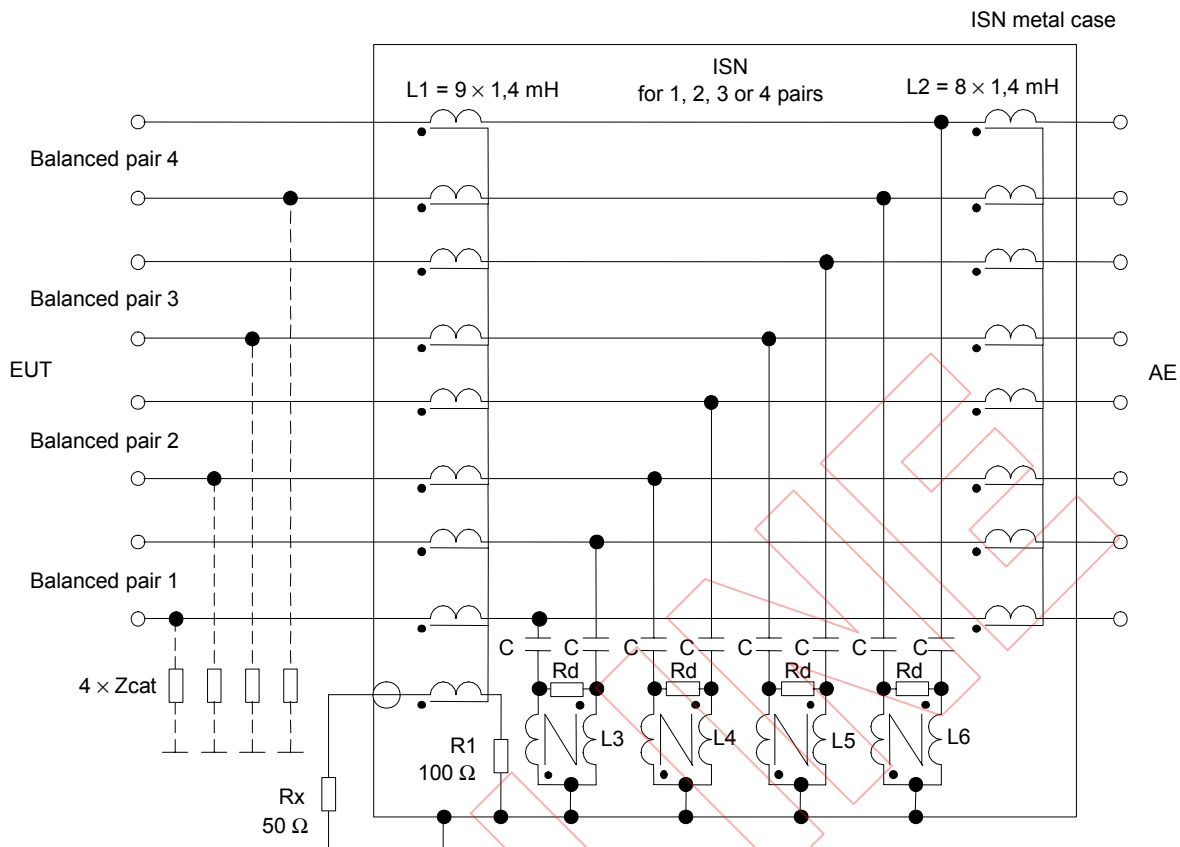 ISN metal case
ISN
for 1, 2, 3 or 4 pairs
L1 = 9 × 1,4 mH
L2 = 8 × 1,4 mH
Balanced pair 4
Balanced pair 3
EUT
AE
Balanced pair 2
Balanced pair 1
C C C C C C C C
Rd Rd Rd Rd
4 × Zcat
L3 L4 L5 L6
R1
100 Ω
Rx
50 Ω